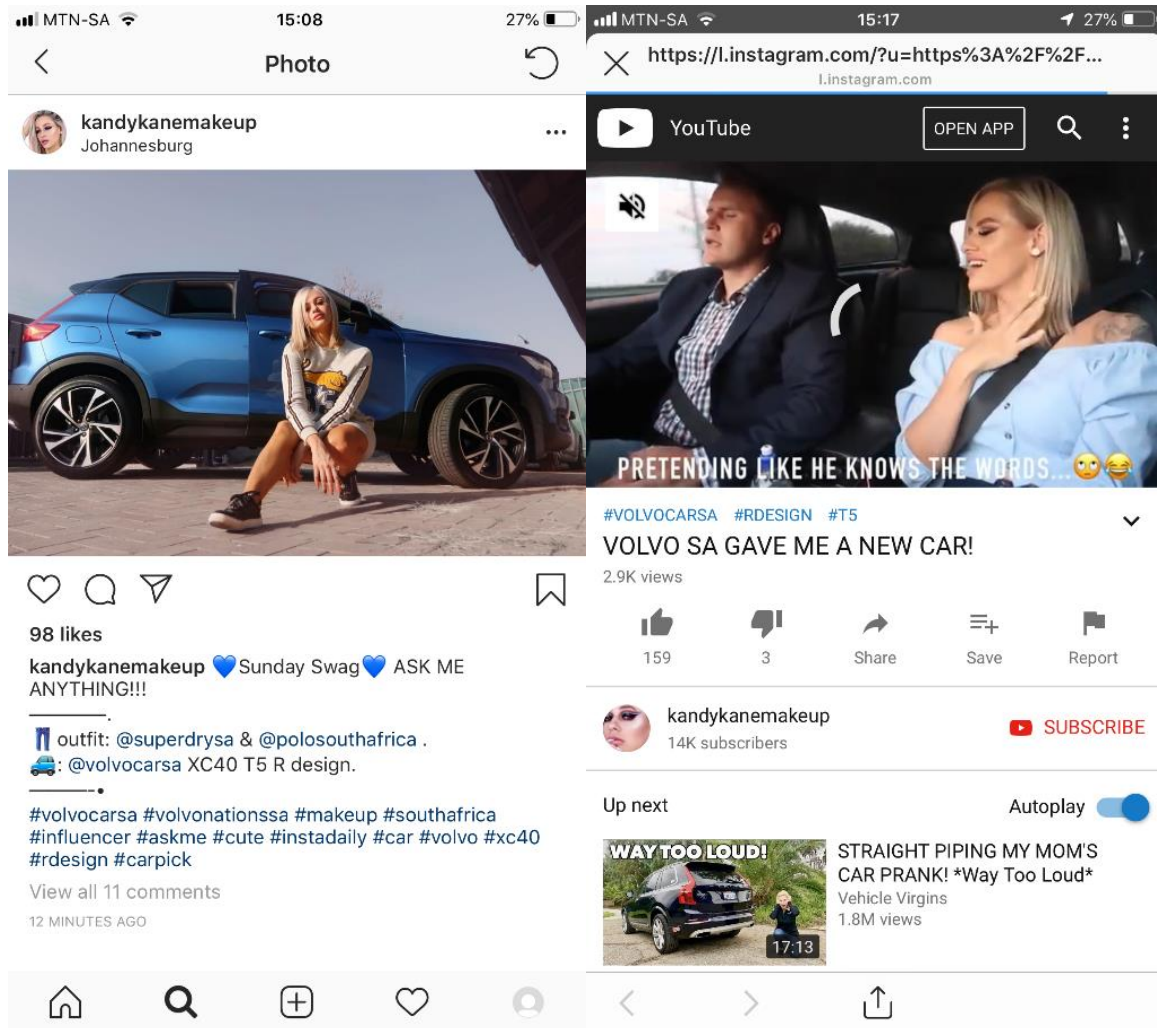 MTN-SA 15:08 27%
Photo
kandykanemakeup
Johannesburg
98 likes
kandykanemakeup 💙Sunday Swag💙 ASK ME
ANYTHING!!!
————.
👖 outfit: @superdrysa & @polosouthafrica .
🚙: @volvocarsa XC40 T5 R design.
———-•
#volvocarsa #volvonationssa #makeup #southafrica
#influencer #askme #cute #instadaily #car #volvo #xc40
#rdesign #carpick
View all 11 comments
12 MINUTES AGO
MTN-SA 15:17 27%
https://l.instagram.com/?u=https%3A%2F%2F...
l.instagram.com
YouTube OPEN APP
PRETENDING LIKE HE KNOWS THE WORDS...🙄😂
#VOLVOCARSA #RDESIGN #T5
VOLVO SA GAVE ME A NEW CAR!
2.9K views
159 3 Share Save Report
kandykanemakeup
14K subscribers
SUBSCRIBE
Up next Autoplay
WAY TOO LOUD!
17:13
STRAIGHT PIPING MY MOM'S
CAR PRANK! *Way Too Loud*
Vehicle Virgins
1.8M views